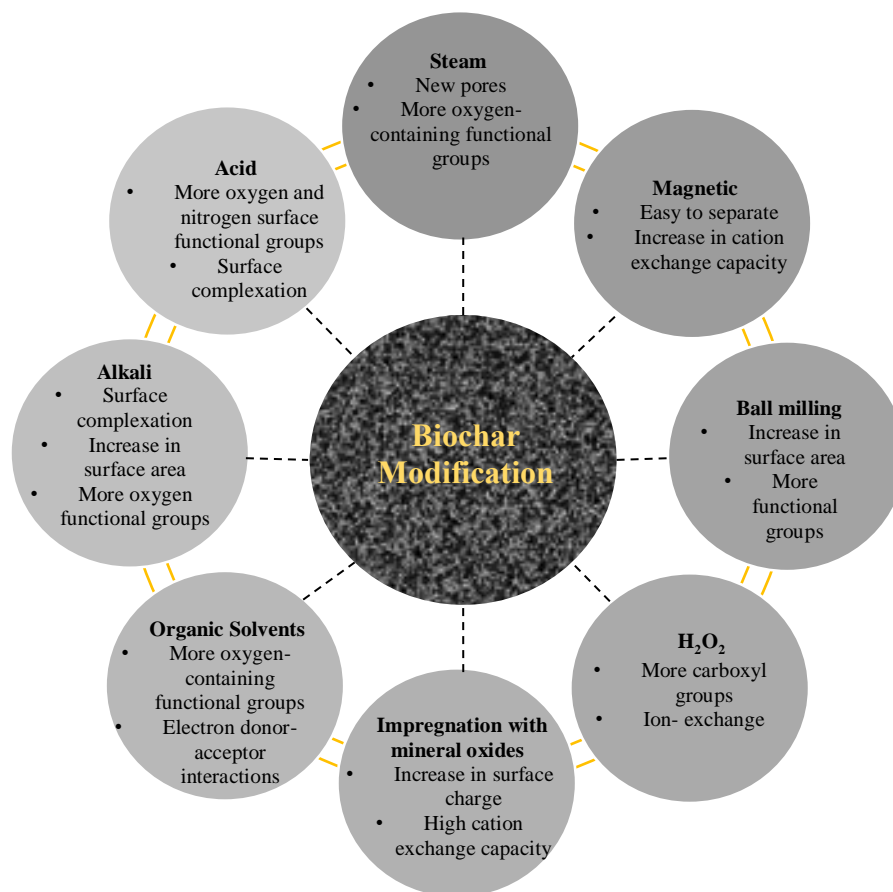 Steam
• New pores
• More oxygen-
containing functional
groups
Magnetic
• Easy to separate
• Increase in cation
exchange capacity
Ball milling
• Increase in
surface area
• More
functional
groups
H₂O₂
• More carboxyl
groups
• Ion- exchange
Impregnation with
mineral oxides
• Increase in surface
charge
• High cation
exchange capacity
Organic Solvents
• More oxygen-
containing
functional groups
• Electron donor-
acceptor
interactions
Alkali
• Surface
complexation
• Increase in
surface area
• More oxygen
functional groups
Acid
• More oxygen and
nitrogen surface
functional groups
• Surface
complexation
Biochar
Modification